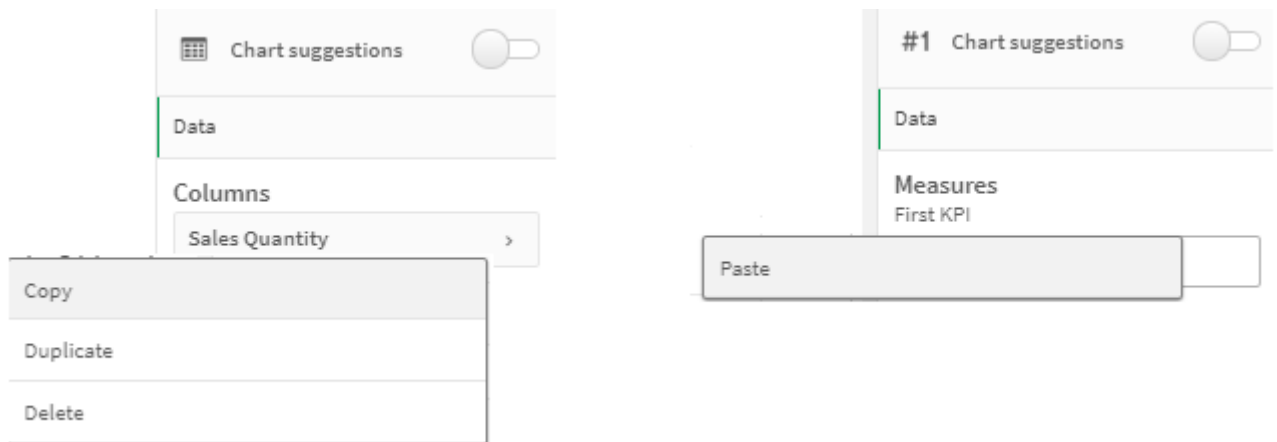 Chart suggestions
Data
Columns
Sales Quantity
Copy
Duplicate
Delete
#1 Chart suggestions
Data
Measures
First KPI
Paste